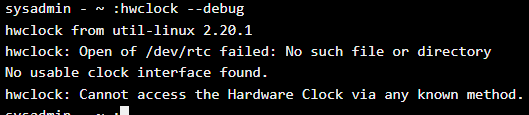 sysadmin - ~ :hwclock --debug
hwclock from util-linux 2.20.1
hwclock: Open of /dev/rtc failed: No such file or directory
No usable clock interface found.
hwclock: Cannot access the Hardware Clock via any known method.
sysadmin - ~ :